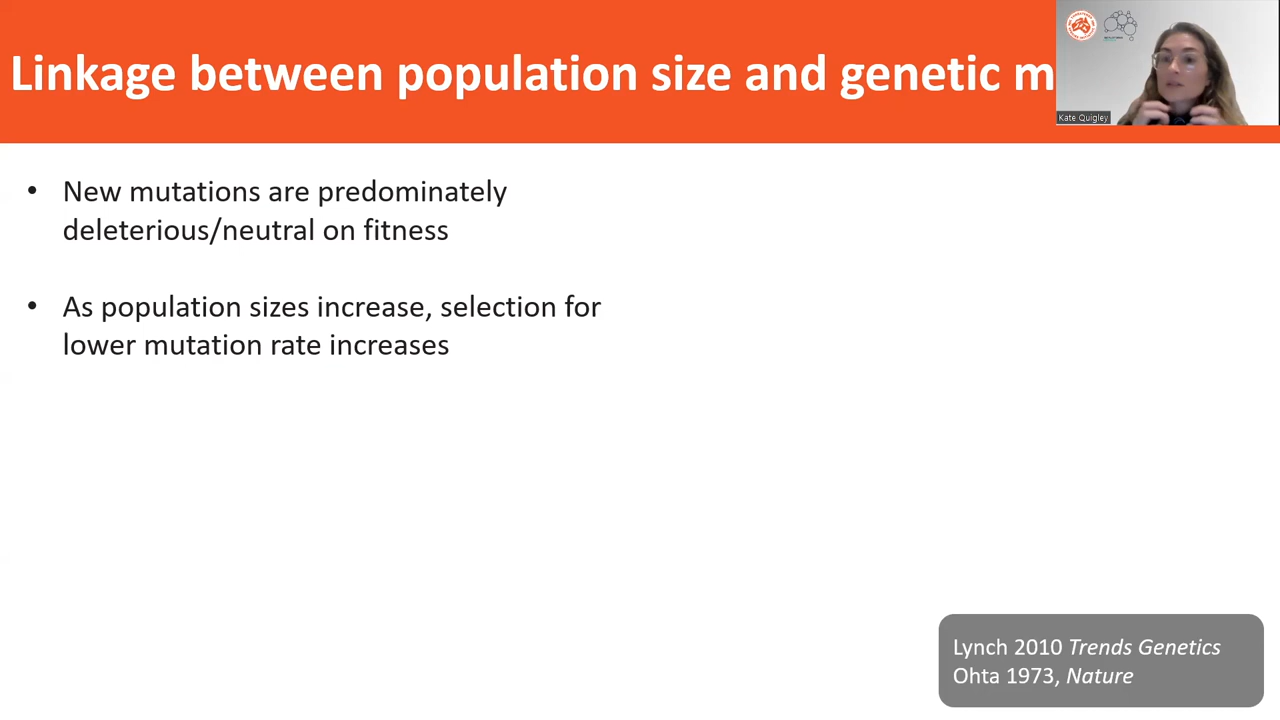 Linkage between population size and genetic m
Kate Quigley
• New mutations are predominately
deleterious/neutral on fitness
• As population sizes increase, selection for
lower mutation rate increases
Lynch 2010 Trends Genetics
Ohta 1973, Nature